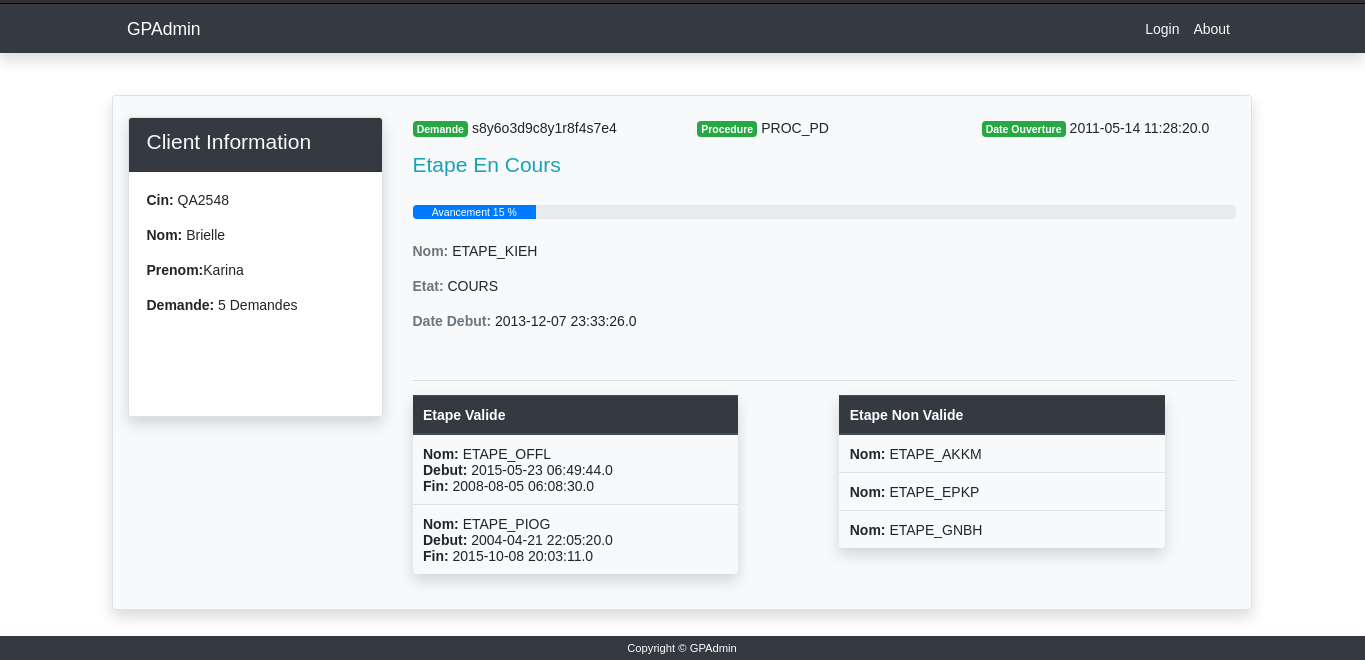 GPAdmin
Login About
Client Information
Cin: QA2548
Nom: Brielle
Prenom:Karina
Demande: 5 Demandes
Demande s8y6o3d9c8y1r8f4s7e4
Procedure PROC_PD
Date Ouverture 2011-05-14 11:28:20.0
Etape En Cours
Avancement 15 %
Nom: ETAPE_KIEH
Etat: COURS
Date Debut: 2013-12-07 23:33:26.0
Etape Valide
Nom: ETAPE_OFFL
Debut: 2015-05-23 06:49:44.0
Fin: 2008-08-05 06:08:30.0
Nom: ETAPE_PIOG
Debut: 2004-04-21 22:05:20.0
Fin: 2015-10-08 20:03:11.0
Etape Non Valide
Nom: ETAPE_AKKM
Nom: ETAPE_EPKP
Nom: ETAPE_GNBH
Copyright © GPAdmin